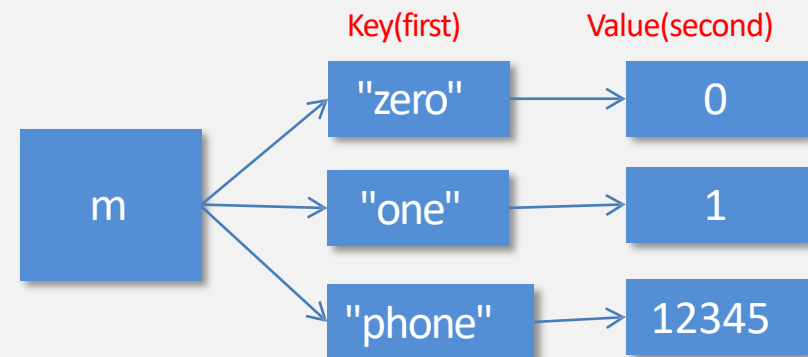 Key(first) Value(second)
"zero" 0
m "one" 1
"phone" 12345